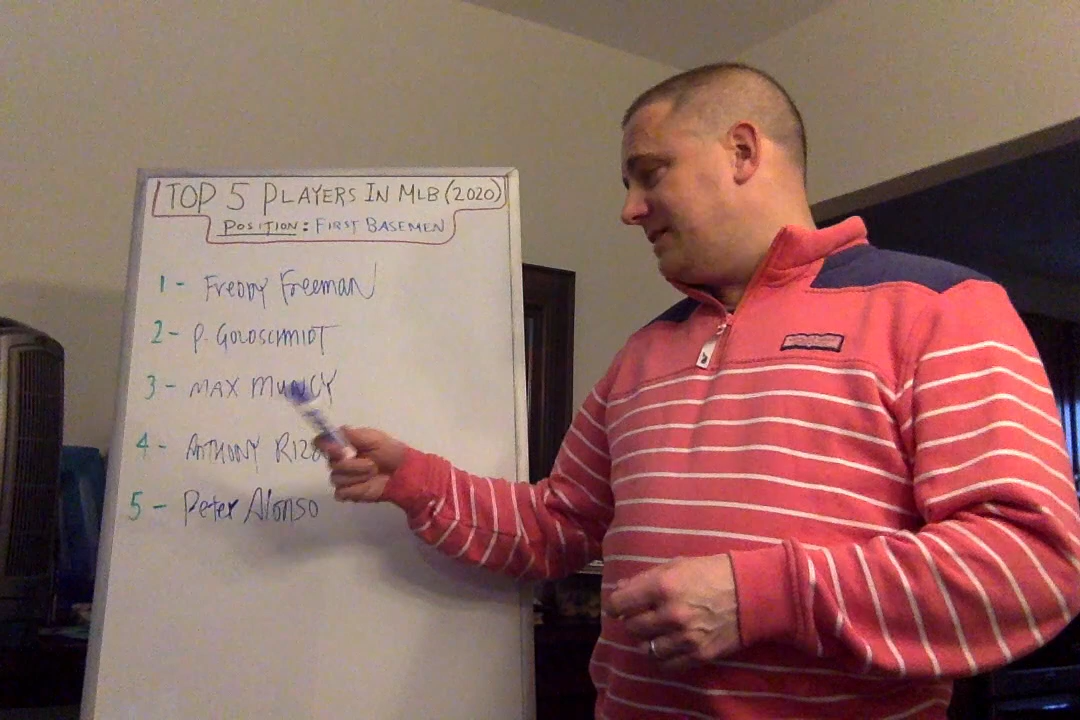 TOP 5 PLAYERS IN MLB (2020)
POSITION: FIRST BASEMEN
1 - Freddy Freeman
2 - P. GOLDSCHMIDT
3 - MAX MUNCY
4 - ANTHONY
5 - Peter Alonso